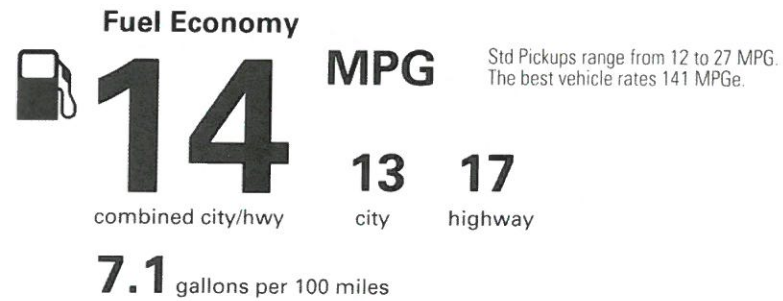 Fuel Economy
14 MPG
Std Pickups range from 12 to 27 MPG.
The best vehicle rates 141 MPGe.
13 17
combined city/hwy city highway
7.1 gallons per 100 miles